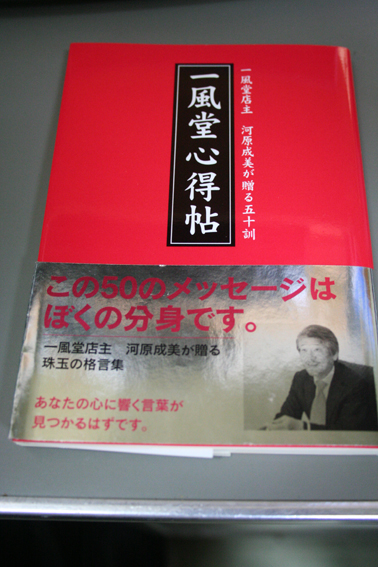 一風堂店主 河原成美が贈る五十訓
一風堂心得帖
この50のメッセージは
ぼくの分身です。
一風堂店主 河原成美が贈る
珠玉の格言集
あなたの心に響く言葉が
見つかるはずです。